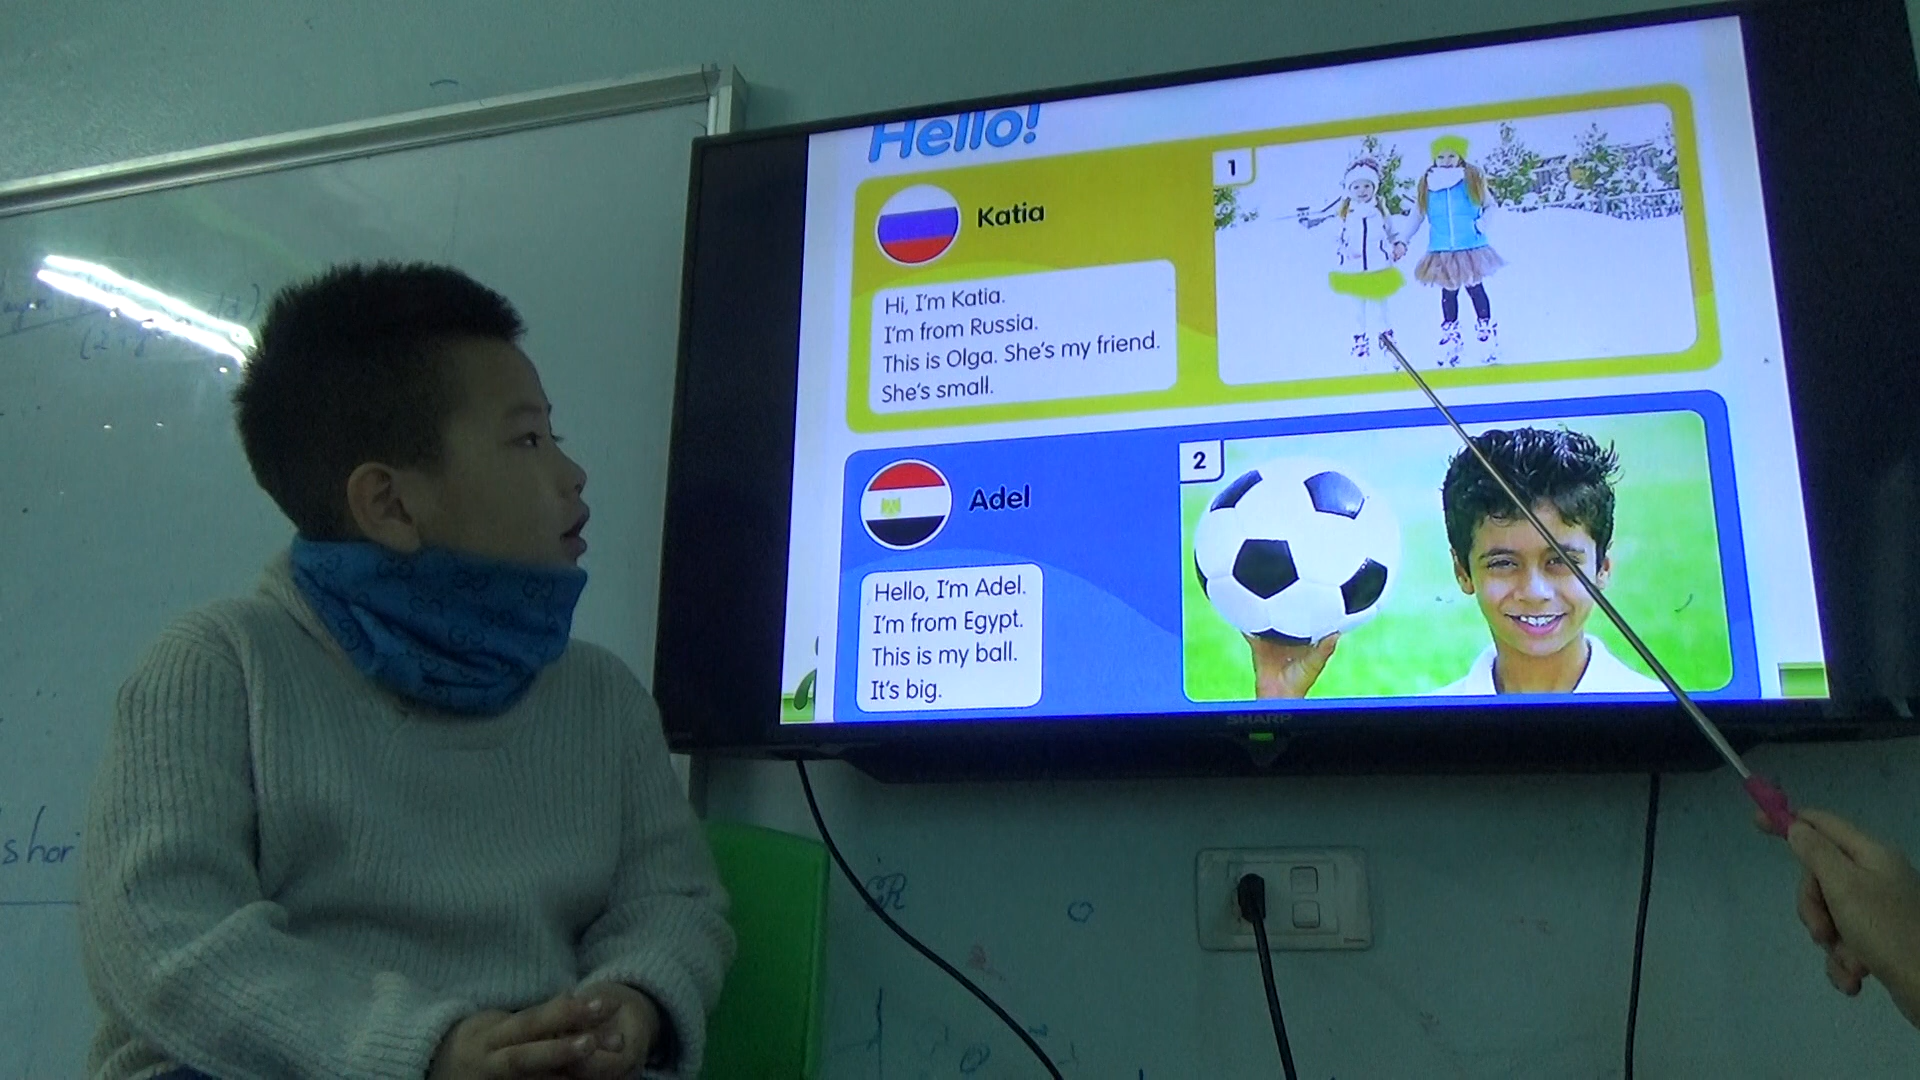 Hello!
1
Katia
Hi, I'm Katia.
I'm from Russia.
This is Olga. She's my friend.
She's small.
2
Adel
Hello, I'm Adel.
I'm from Egypt.
This is my ball.
It's big.
SHARP
shor